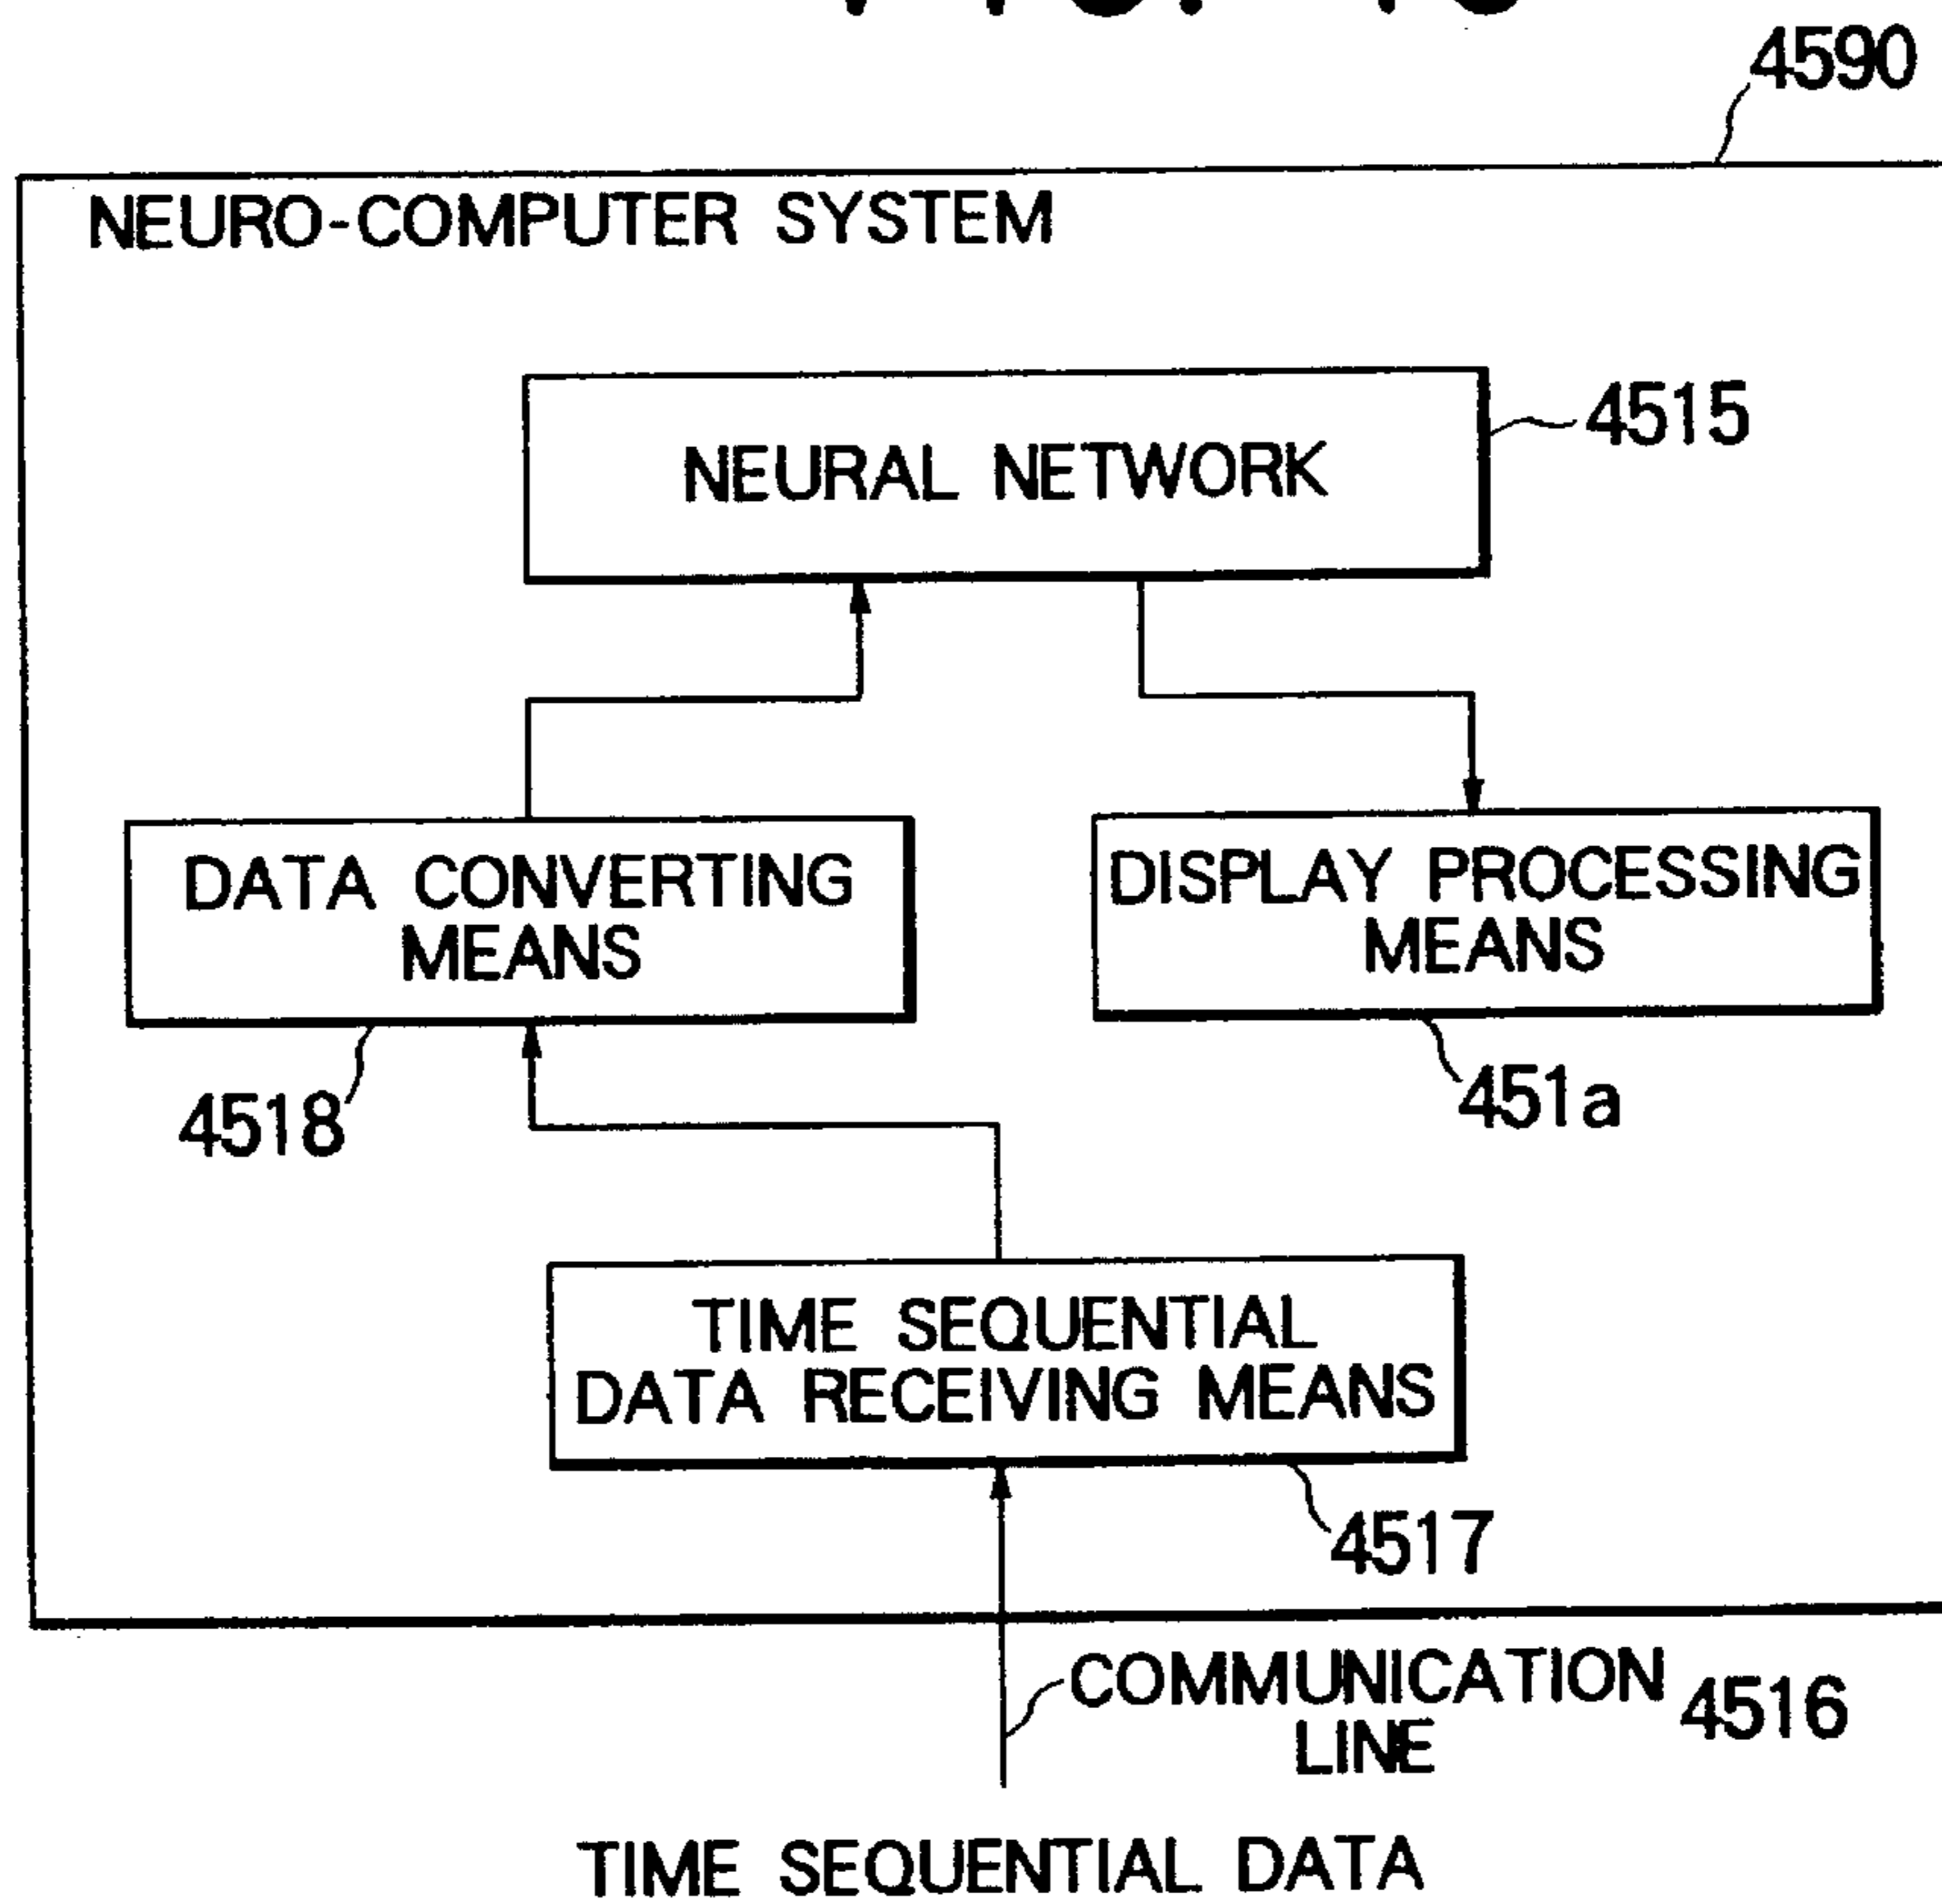 4590
NEURO-COMPUTER SYSTEM
NEURAL NETWORK
4515
DATA CONVERTING
MEANS
DISPLAY PROCESSING
MEANS
4518
451a
TIME SEQUENTIAL
DATA RECEIVING MEANS
4517
COMMUNICATION
LINE
4516
TIME SEQUENTIAL DATA